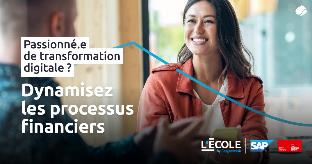 Passionné.e
de transformation
digitale ?
Dynamisez
les processus
financiers
L'ÉCOLE
SAP